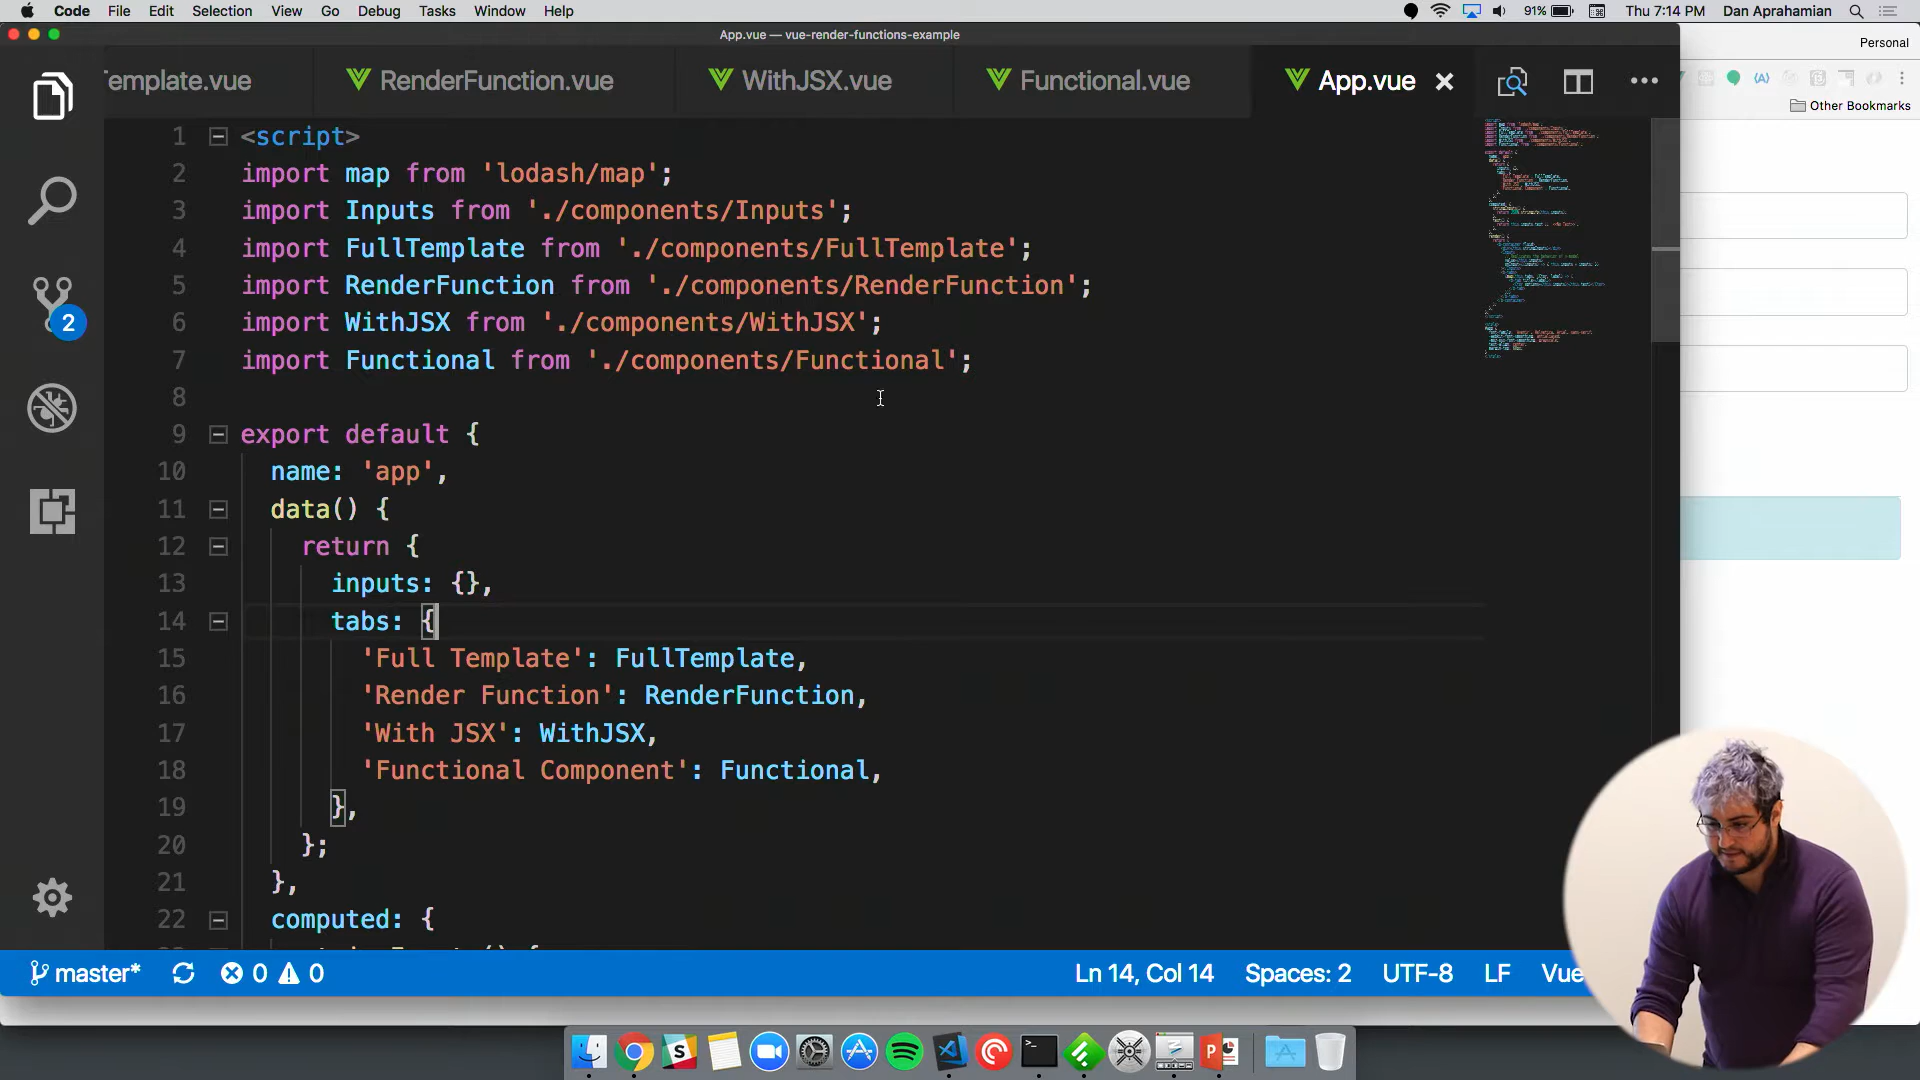 Code File Edit Selection View Go Debug Tasks Window Help 91% Thu 7:14 PM Dan Aprahamian
App.vue — vue-render-functions-example
Personal
Template.vue RenderFunction.vue WithJSX.vue Functional.vue App.vue
Other Bookmarks
1 <script>
2 import map from 'lodash/map';
3 import Inputs from './components/Inputs';
4 import FullTemplate from './components/FullTemplate';
5 import RenderFunction from './components/RenderFunction';
6 import WithJSX from './components/WithJSX';
7 import Functional from './components/Functional';
8
9 export default {
10 name: 'app',
11 data() {
12 return {
13 inputs: {},
14 tabs: {
15 'Full Template': FullTemplate,
16 'Render Function': RenderFunction,
17 'With JSX': WithJSX,
18 'Functional Component': Functional,
19 },
20 };
21 },
22 computed: {
2
master* 0 0 Ln 14, Col 14 Spaces: 2 UTF-8 LF Vue